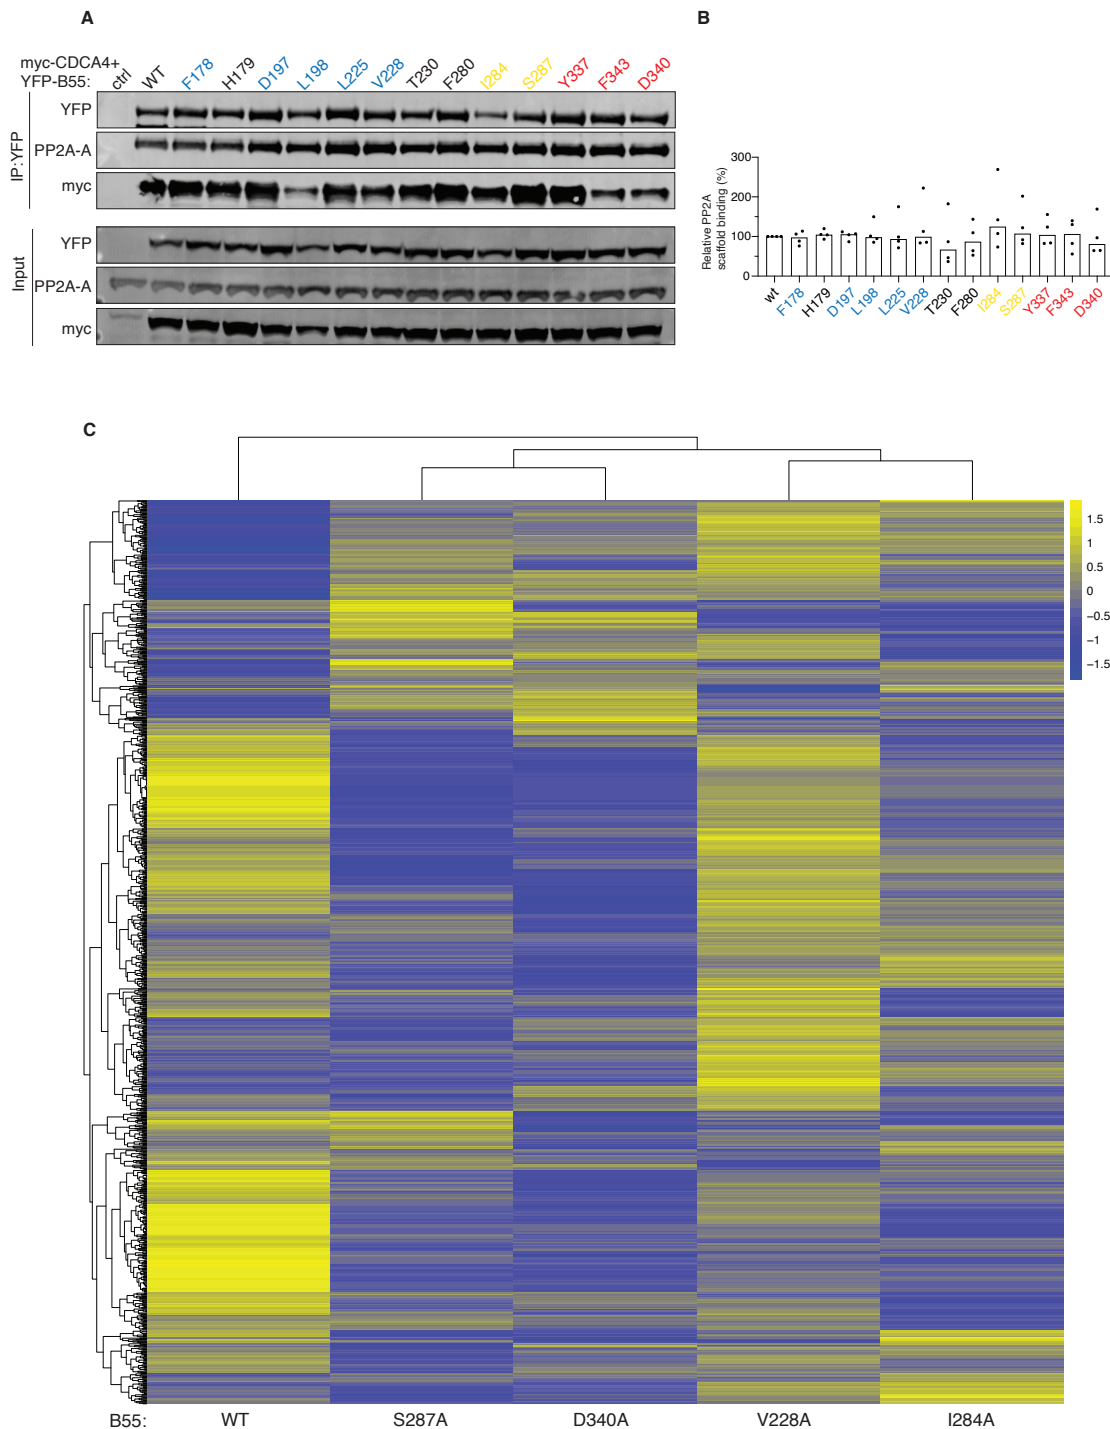 A
myc-CDCA4+
YFP-B55: ctrl WT F178 H179 D197 L198 L225 V228 T230 F280 I284 S287 Y337 F343 D340
IP:YFP
YFP
PP2A-A
myc
Input
YFP
PP2A-A
myc
B
Relative PP2A
scaffold binding (%)
300
200
100
0
wt F178 H179 D197 L198 L225 V228 T230 F280 I284 S287 Y337 F343 D340
C
1.5
1
0.5
0
−0.5
−1
−1.5
B55: WT S287A D340A V228A I284A